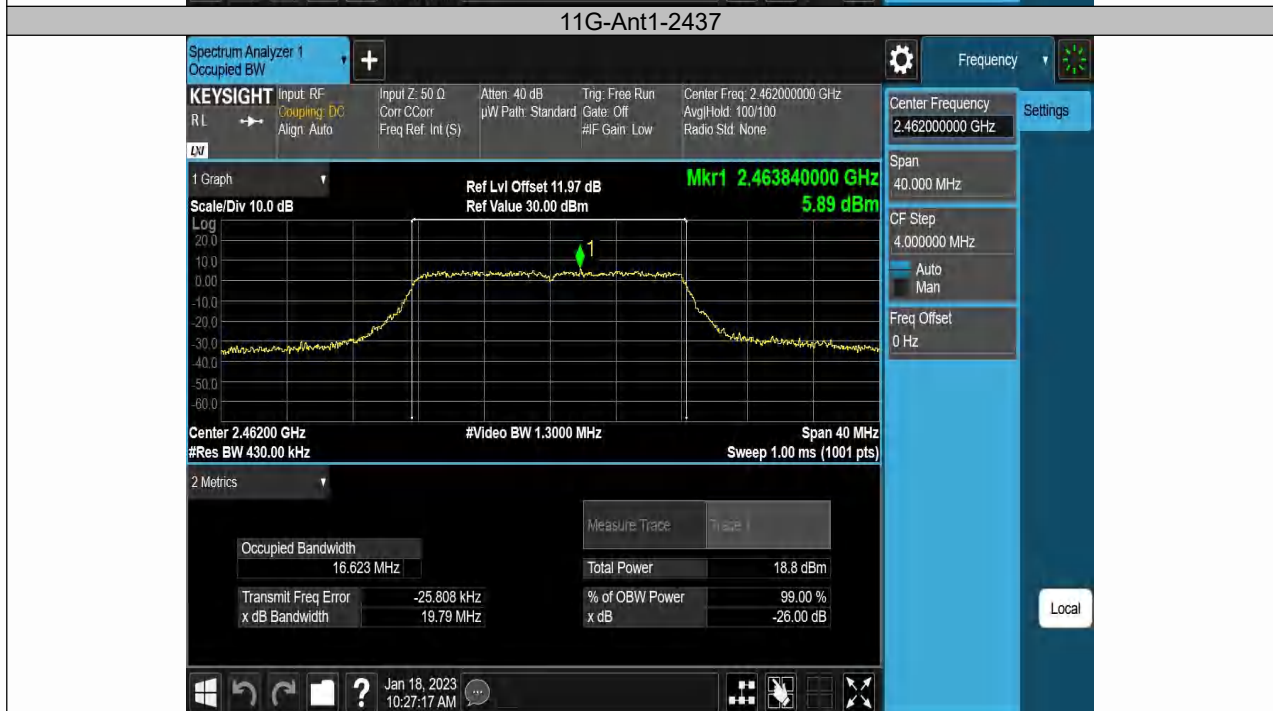 11G-Ant1-2437
Spectrum Analyzer 1
Occupied BW
+
Frequency
KEYSIGHT
RL
LXI
Input: RF
Coupling: DC
Align: Auto
Input Z: 50 Ω
Corr CCorr
Freq Ref: Int (S)
Atten: 40 dB
µW Path: Standard
Trig: Free Run
Gate: Off
#IF Gain: Low
Center Freq: 2.462000000 GHz
Avg|Hold: 100/100
Radio Std: None
Center Frequency
2.462000000 GHz
Settings
Span
40.000 MHz
CF Step
4.000000 MHz
Auto
Man
Freq Offset
0 Hz
Local
1 Graph
Scale/Div 10.0 dB
Ref Lvl Offset 11.97 dB
Ref Value 30.00 dBm
Mkr1 2.463840000 GHz
5.89 dBm
Log
20.0
10.0
0.00
-10.0
-20.0
-30.0
-40.0
-50.0
-60.0
1
Center 2.46200 GHz
#Res BW 430.00 kHz
#Video BW 1.3000 MHz
Span 40 MHz
Sweep 1.00 ms (1001 pts)
2 Metrics
Measure Trace
Trace 1
Occupied Bandwidth
16.623 MHz
Total Power 18.8 dBm
Transmit Freq Error -25.808 kHz
% of OBW Power 99.00 %
x dB Bandwidth 19.79 MHz
x dB -26.00 dB
?
Jan 18, 2023
10:27:17 AM